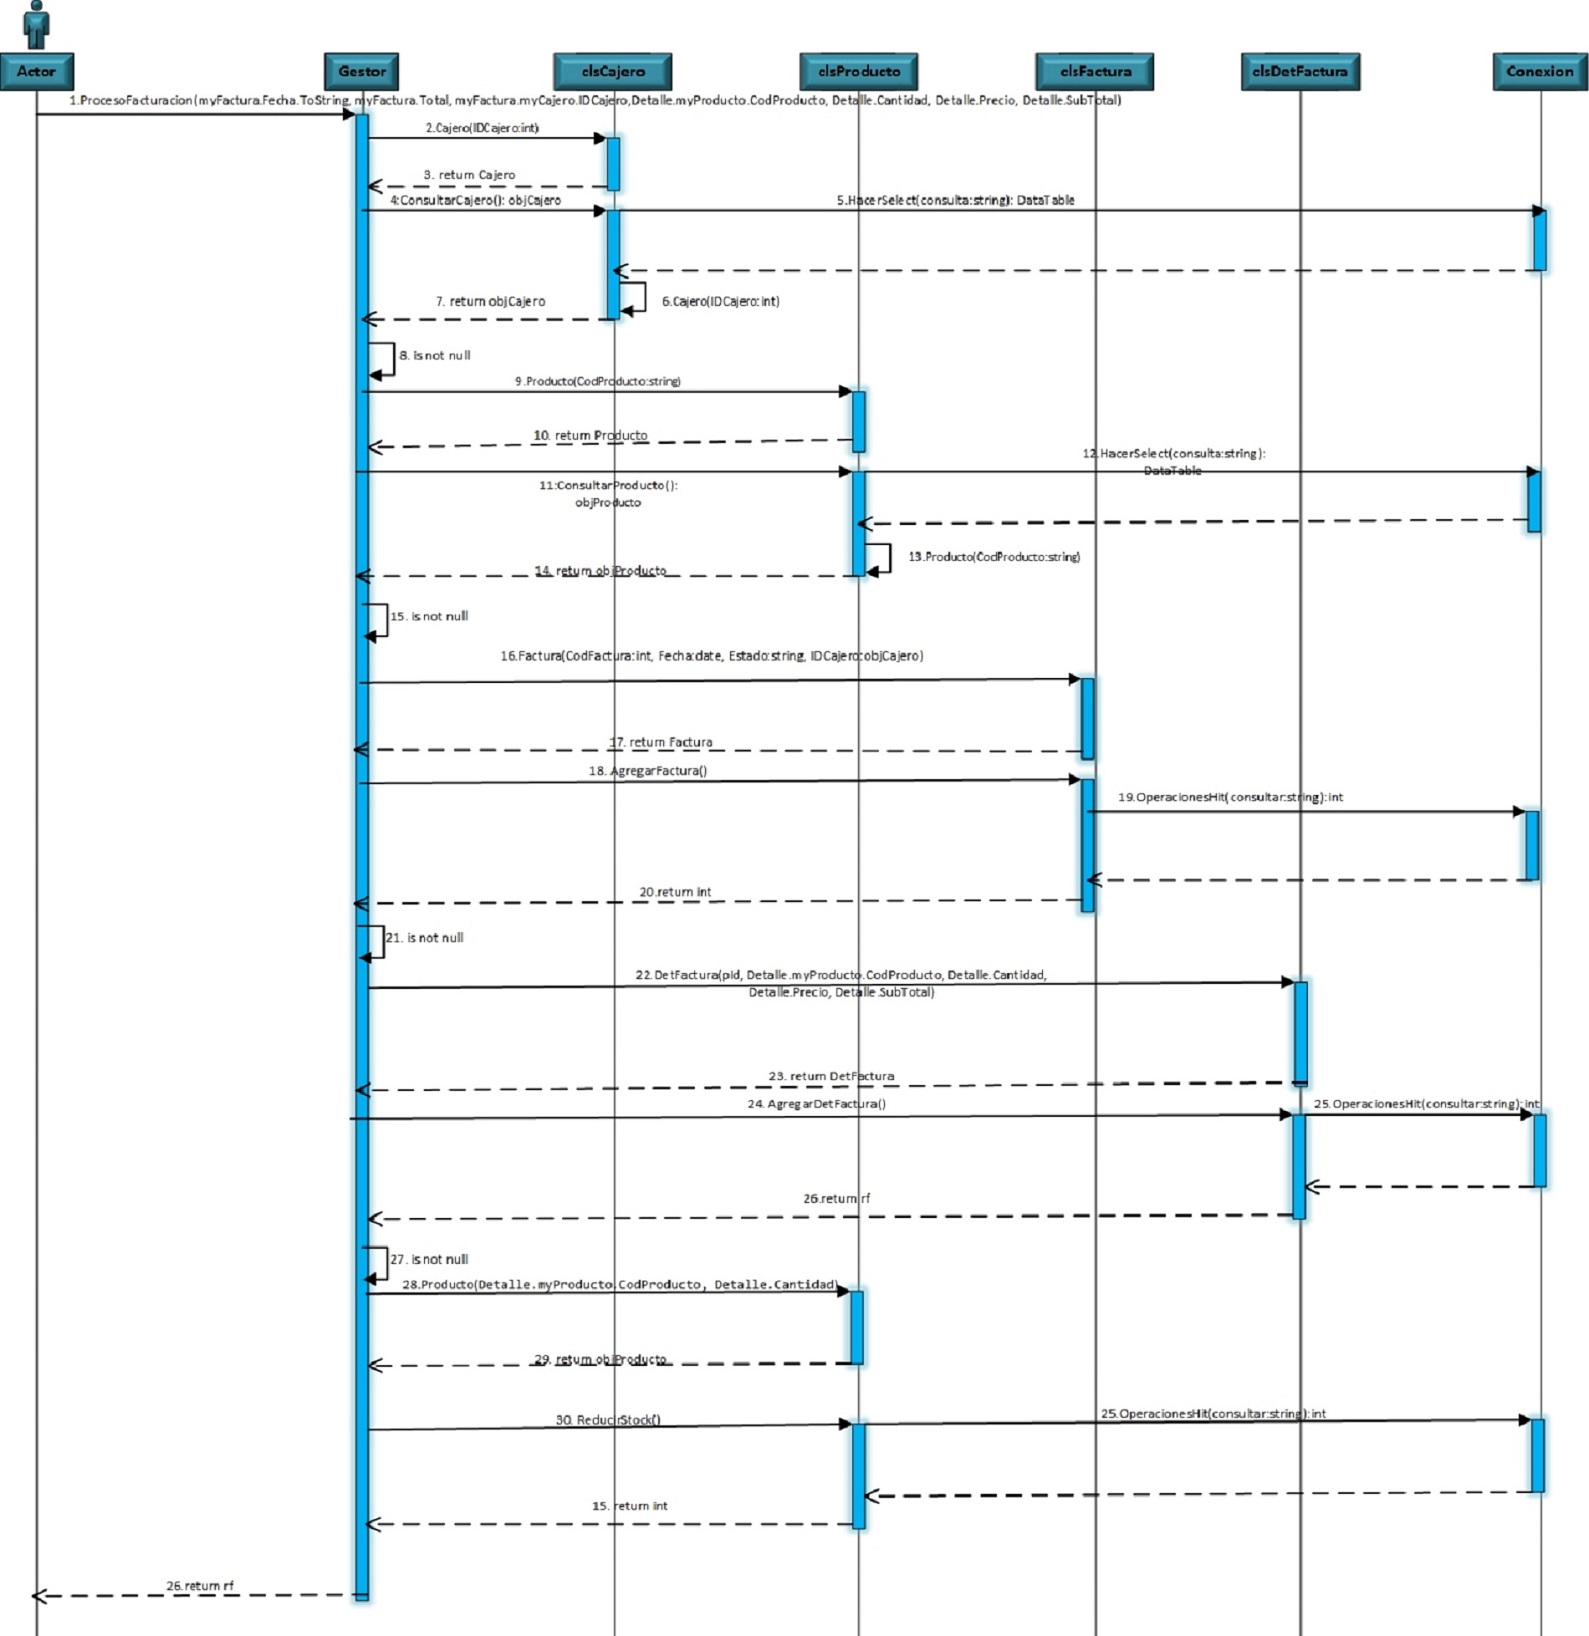 Actor
Gestor
clsCajero
clsProducto
clsFactura
clsDetFactura
Conexion
1.ProcesoFacturacion(myFactura.Fecha.ToString, myFactura.Total, myFactura.myCajero.IDCajero,Detalle.myProducto.CodProducto, Detalle.Cantidad, Detalle.Precio, Detalle.SubTotal)
2.Cajero(IDCajero:int)
3. return Cajero
4:ConsultarCajero(): objCajero
5.HacerSelect(consulta:string): DataTable
6.Cajero(IDCajero:int)
7. return objCajero
8. is not null
9.Producto(CodProducto:string)
10. return Producto
11:ConsultarProducto():
objProducto
12.HacerSelect(consulta:string):
DataTable
13.Producto(CodProducto:string)
14. return objProducto
15. is not null
16.Factura(CodFactura:int, Fecha:date, Estado:string, IDCajero:objCajero)
17. return Factura
18. AgregarFactura()
19.OperacionesHit(consultar:string):int
20.return int
21. is not null
22.DetFactura(pId, Detalle.myProducto.CodProducto, Detalle.Cantidad,
Detalle.Precio, Detalle.SubTotal)
23. return DetFactura
24. AgregarDetFactura()
25.OperacionesHit(consultar:string):int
26.return rf
27. is not null
28.Producto(Detalle.myProducto.CodProducto, Detalle.Cantidad)
29. return objProducto
30. ReducirStock()
25.OperacionesHit(consultar:string):int
15. return int
26.return rf